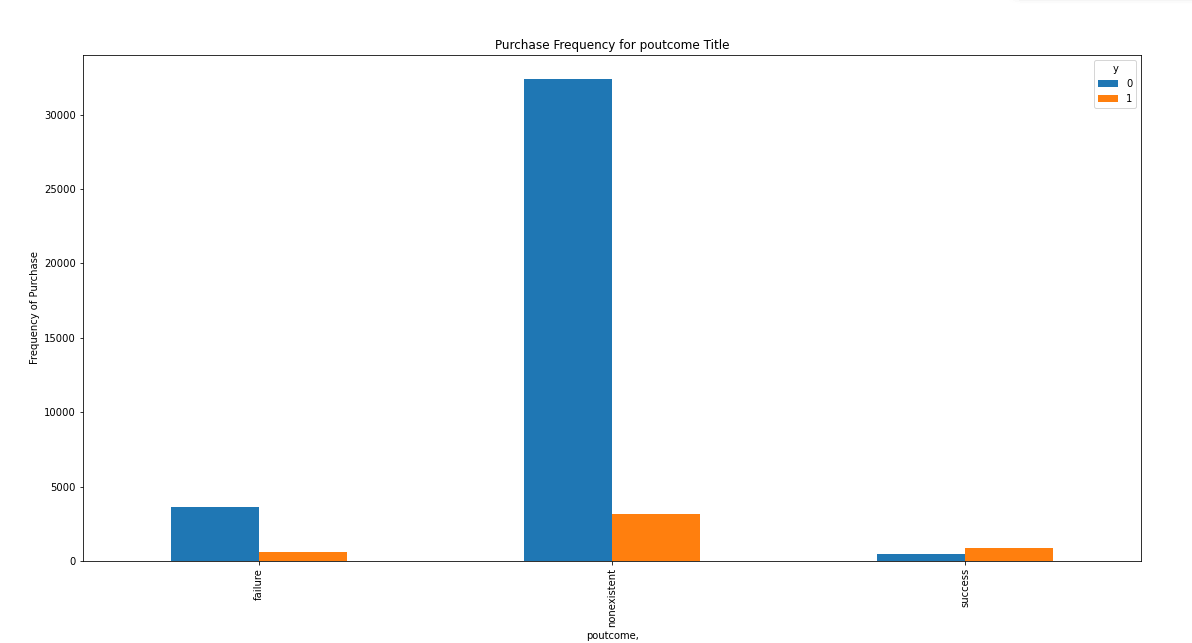 Purchase Frequency for poutcome Title
y
0
1
30000
25000
20000
15000
10000
5000
0
Frequency of Purchase
failure
nonexistent
success
poutcome,